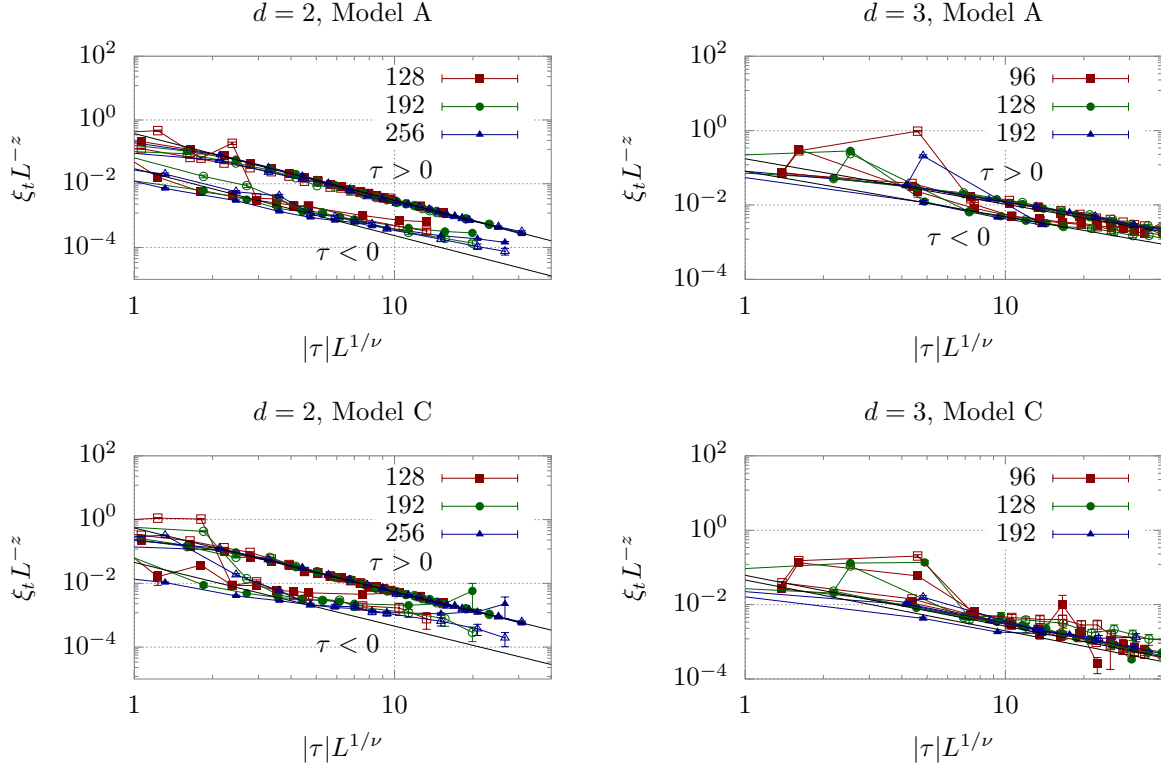 d = 2, Model A
ξ_t L^{-z}
10^2
10^0
10^{-2}
10^{-4}
128
192
256
τ > 0
τ < 0
1
10
|τ|L^{1/ν}
d = 3, Model A
ξ_t L^{-z}
10^2
10^0
10^{-2}
10^{-4}
96
128
192
τ > 0
τ < 0
1
10
|τ|L^{1/ν}
d = 2, Model C
ξ_t L^{-z}
10^2
10^0
10^{-2}
10^{-4}
128
192
256
τ > 0
τ < 0
1
10
|τ|L^{1/ν}
d = 3, Model C
ξ_t L^{-z}
10^2
10^0
10^{-2}
10^{-4}
96
128
192
1
10
|τ|L^{1/ν}